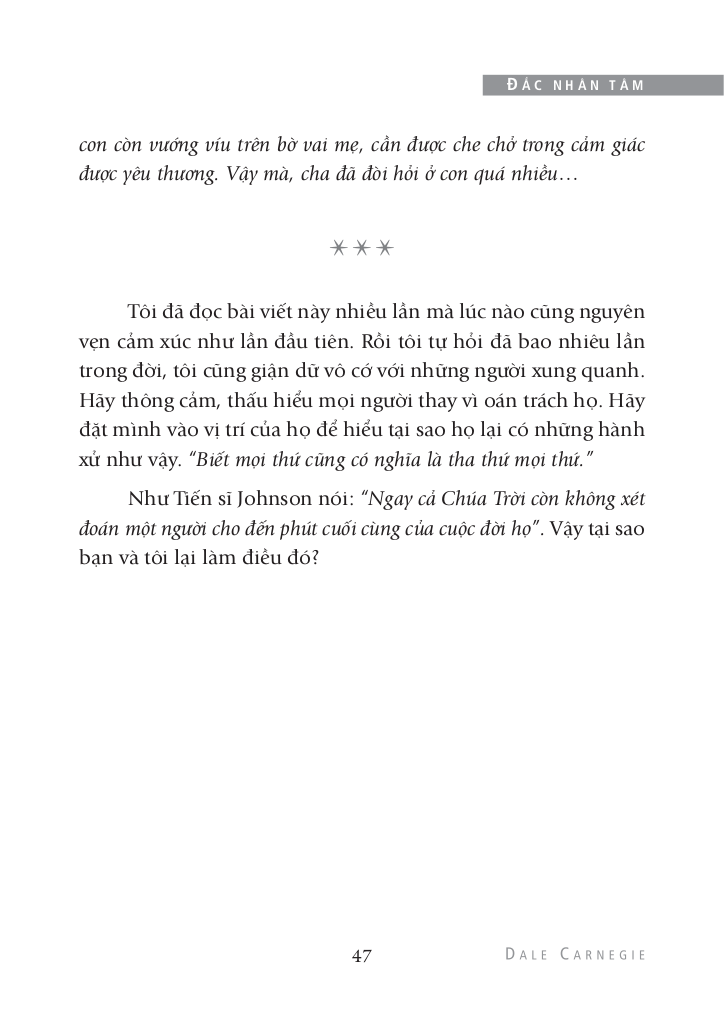 ĐẮC NHÂN TÂM
con còn vướng víu trên bờ vai mẹ, cần được che chở trong cảm giác
được yêu thương. Vậy mà, cha đã đòi hỏi ở con quá nhiều…
Tôi đã đọc bài viết này nhiều lần mà lúc nào cũng nguyên
vẹn cảm xúc như lần đầu tiên. Rồi tôi tự hỏi đã bao nhiêu lần
trong đời, tôi cũng giận dữ vô cớ với những người xung quanh.
Hãy thông cảm, thấu hiểu mọi người thay vì oán trách họ. Hãy
đặt mình vào vị trí của họ để hiểu tại sao họ lại có những hành
xử như vậy. “Biết mọi thứ cũng có nghĩa là tha thứ mọi thứ.”
Như Tiến sĩ Johnson nói: “Ngay cả Chúa Trời còn không xét
đoán một người cho đến phút cuối cùng của cuộc đời họ”. Vậy tại sao
bạn và tôi lại làm điều đó?
47
DALE CARNEGIE